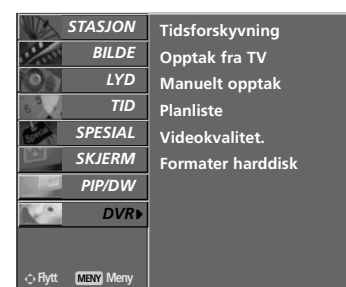 STASJON
BILDE
LYD
TID
SPESIAL
SKJERM
PIP/DW
DVR
Flytt MENY Meny
Tidsforskyvning
Opptak fra TV
Manuelt opptak
Planliste
Videokvalitet.
Formater harddisk